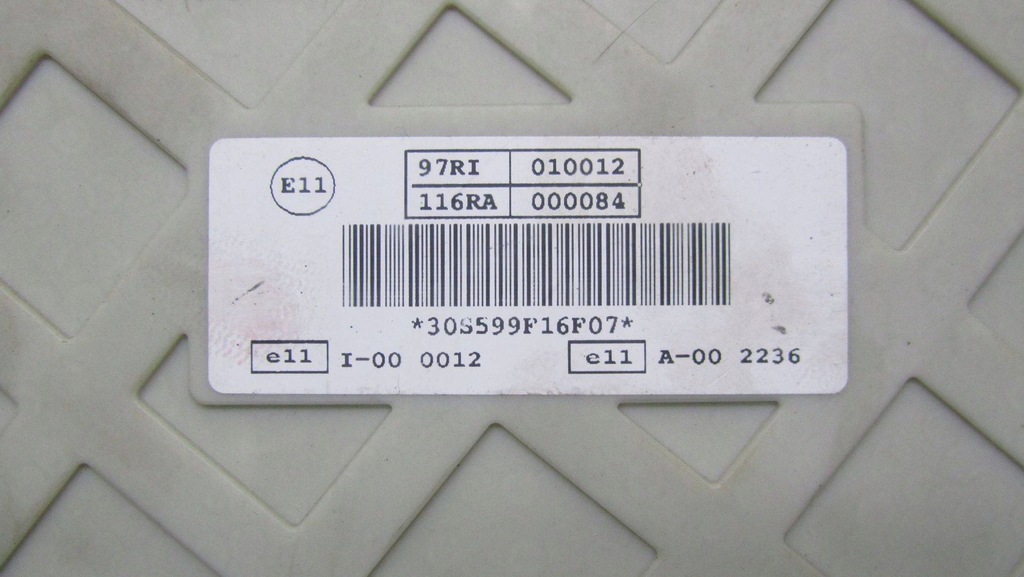 E11
97RI 010012
116RA 000084
*30S599F16F07*
e11 I-00 0012 e11 A-00 2236